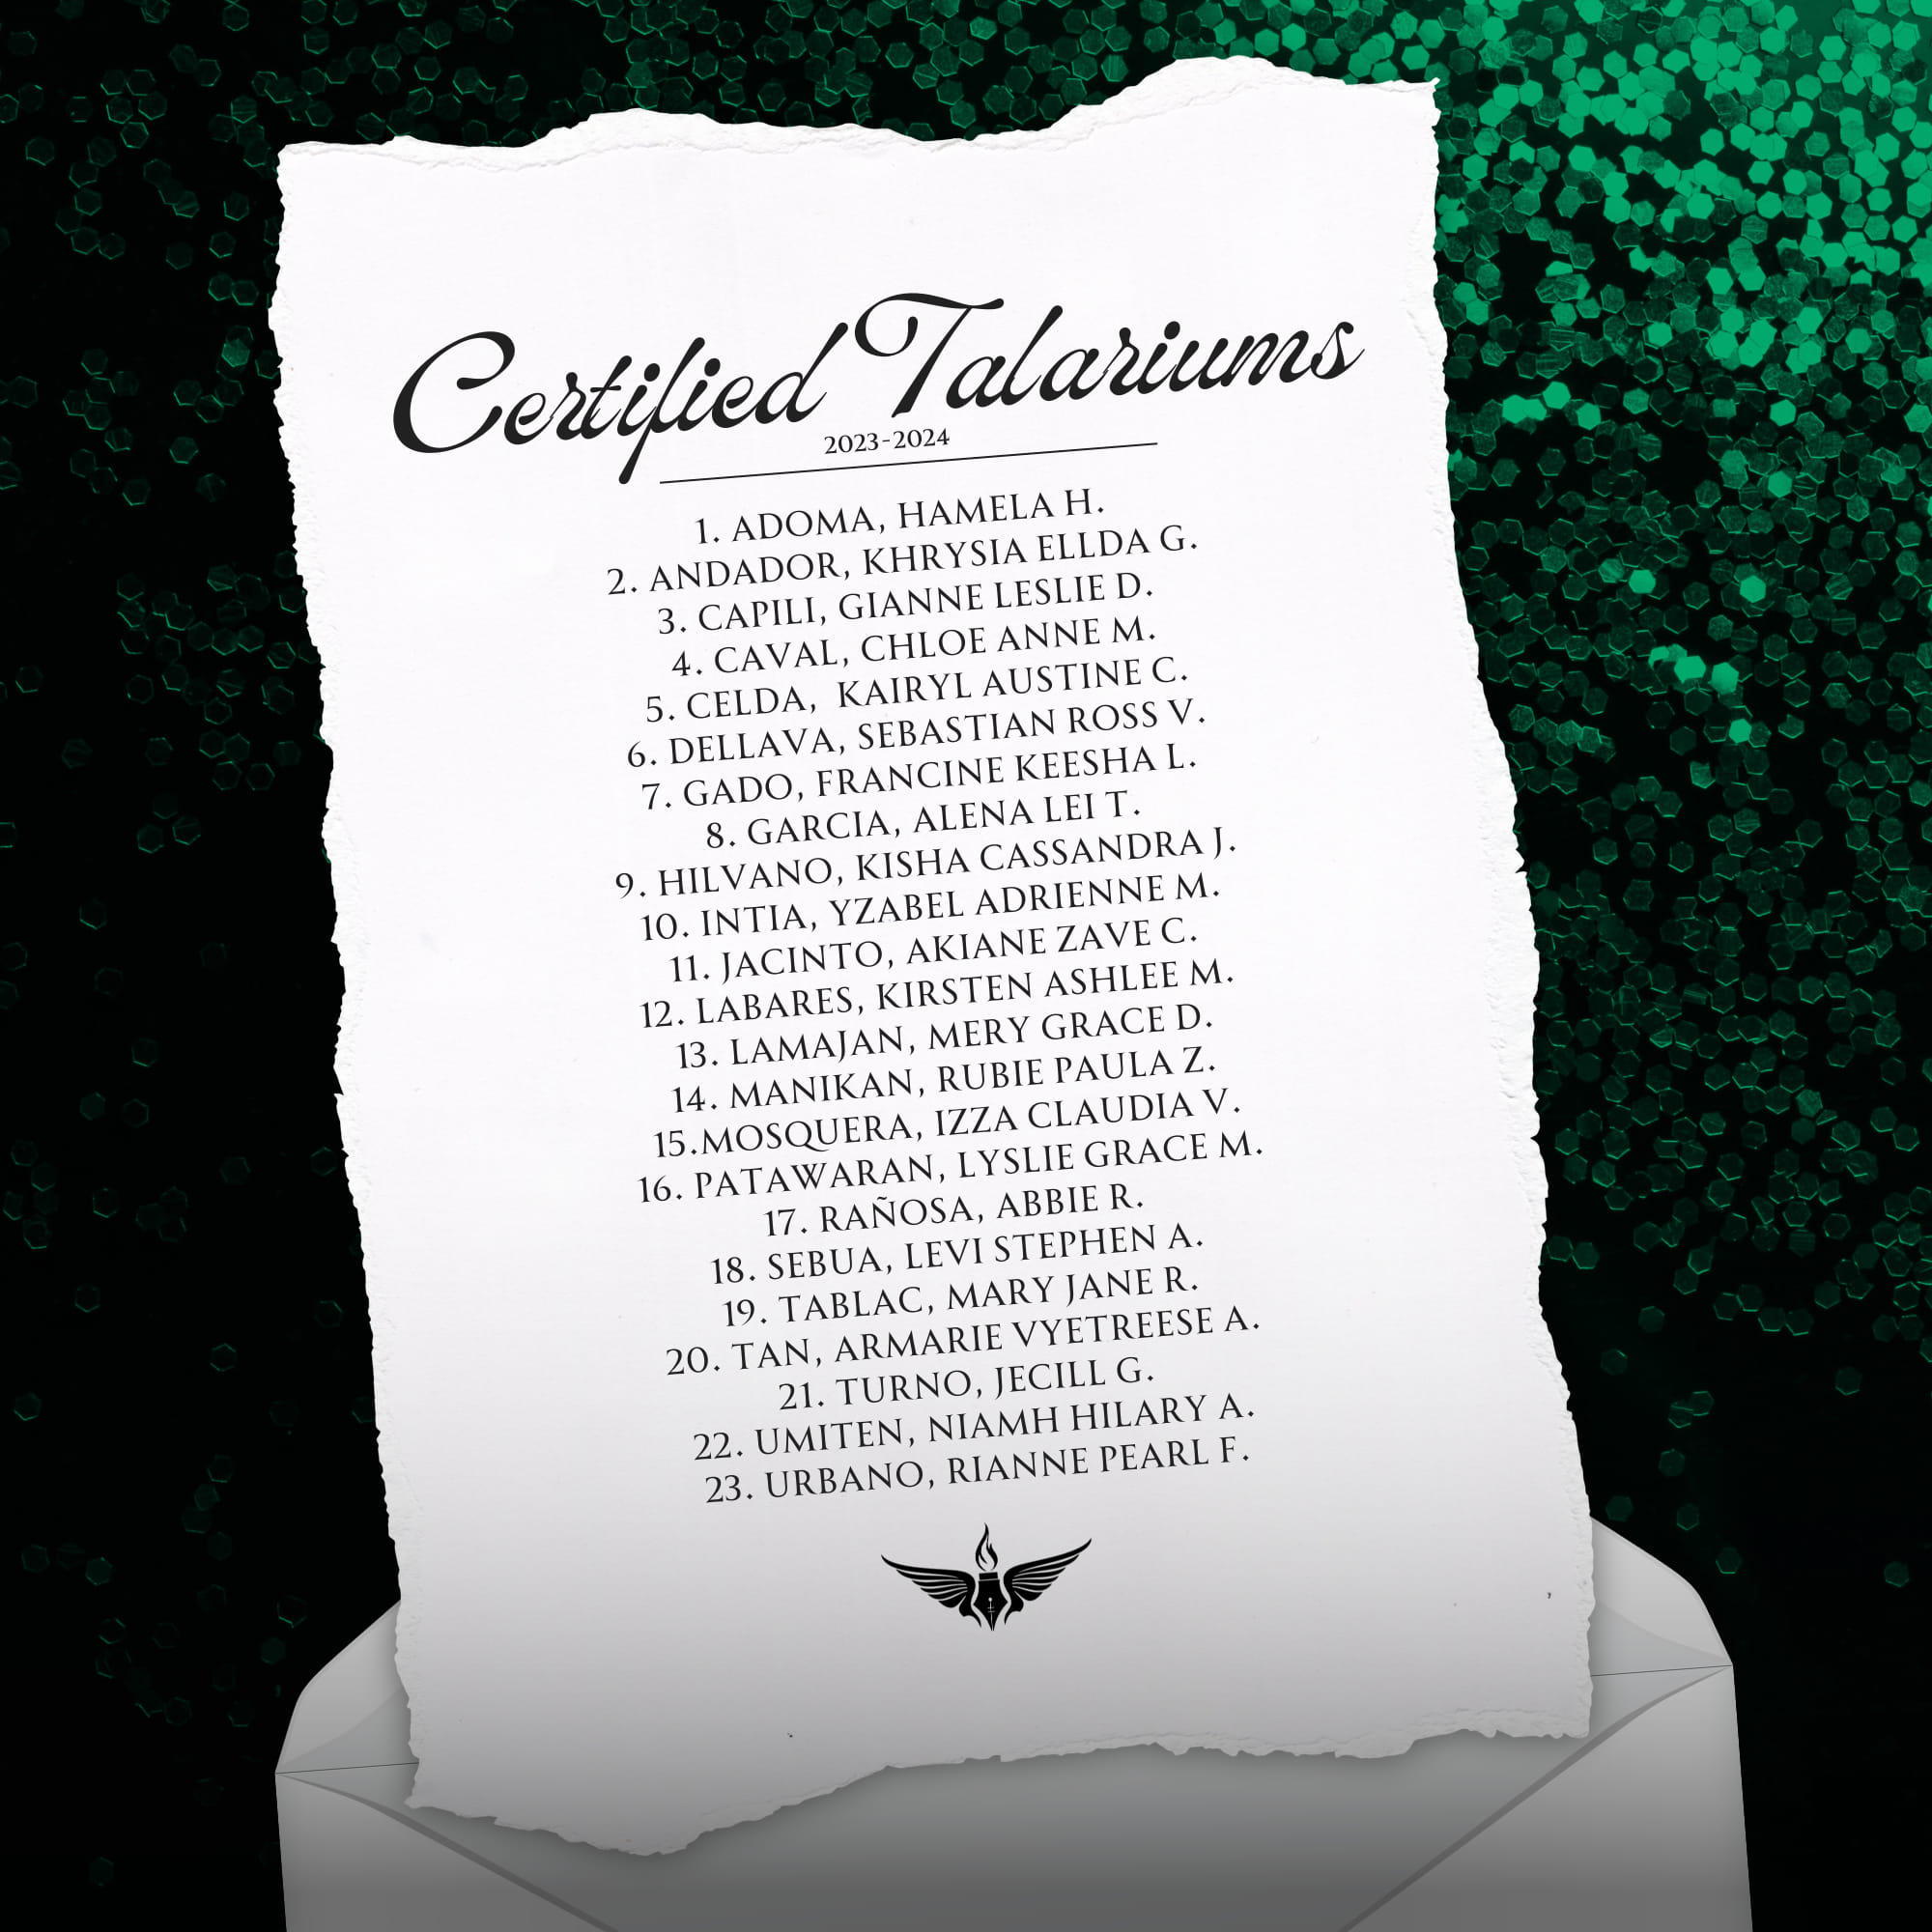 Certified Talariums
2023-2024
1. ADOMA, HAMELA H.
2. ANDADOR, KHRYSIA ELLDA G.
3. CAPILI, GIANNE LESLIE D.
4. CAVAL, CHLOE ANNE M.
5. CELDA,  KAIRYL AUSTINE C.
6. DELLAVA, SEBASTIAN ROSS V.
7. GADO, FRANCINE KEESHA L.
8. GARCIA, ALENA LEI T.
9. HILVANO, KISHA CASSANDRA J.
10. INTIA, YZABEL ADRIENNE M.
11. JACINTO, AKIANE ZAVE C.
12. LABARES, KIRSTEN ASHLEE M.
13. LAMAJAN, MERY GRACE D.
14. MANIKAN, RUBIE PAULA Z.
15.MOSQUERA, IZZA CLAUDIA V.
16. PATAWARAN, LYSLIE GRACE M.
17. RAÑOSA, ABBIE R.
18. SEBUA, LEVI STEPHEN A.
19. TABLAC, MARY JANE R.
20. TAN, ARMARIE VYETREESE A.
21. TURNO, JECILL G.
22. UMITEN, NIAMH HILARY A.
23. URBANO, RIANNE PEARL F.